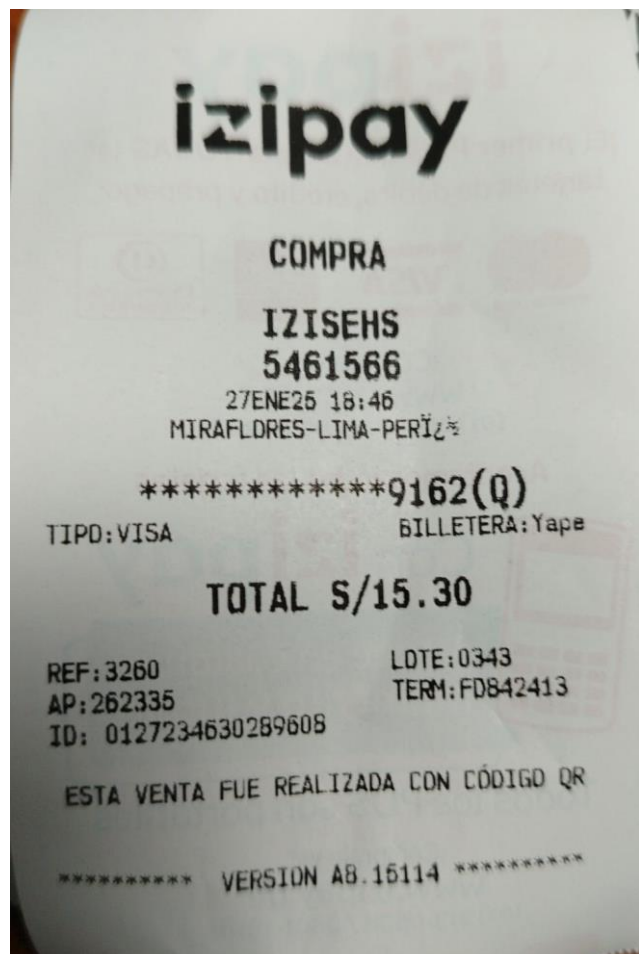 izipay
COMPRA
IZISEHS
5461566
27ENE25 18:46
MIRAFLORES-LIMA-PERï¿½
************9162(Q)
TIPO:VISA BILLETERA:Yape
TOTAL S/15.30
REF:3260 LOTE:0343
AP:262335 TERM:FD842413
ID: 0127234630289608
ESTA VENTA FUE REALIZADA CON CÓDIGO QR
********** VERSION A8.15114 **********